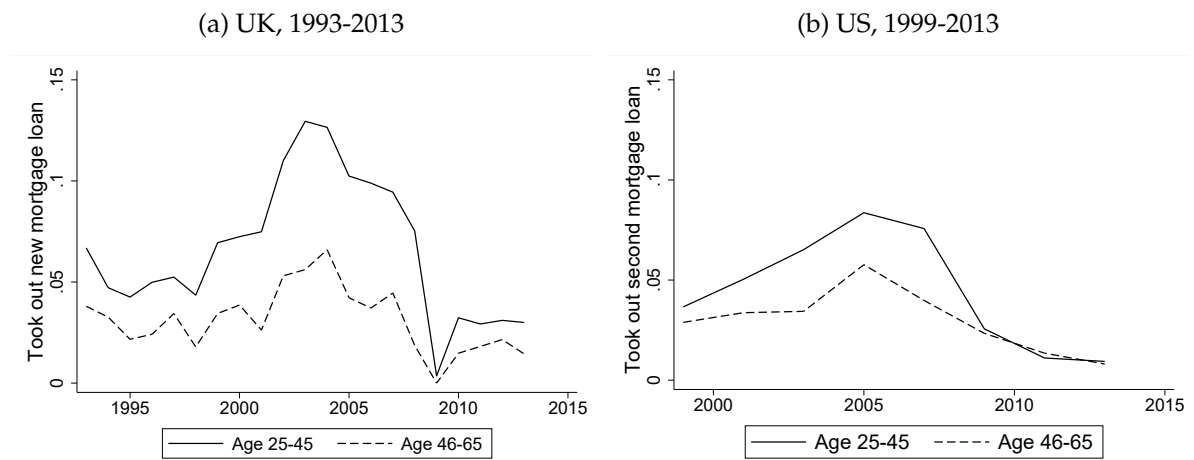 (a) UK, 1993-2013
Took out new mortgage loan
.15
.1
.05
0
1995 2000 2005 2010 2015
Age 25-45 Age 46-65
(b) US, 1999-2013
Took out second mortgage loan
.15
.1
.05
0
2000 2005 2010 2015
Age 25-45 Age 46-65